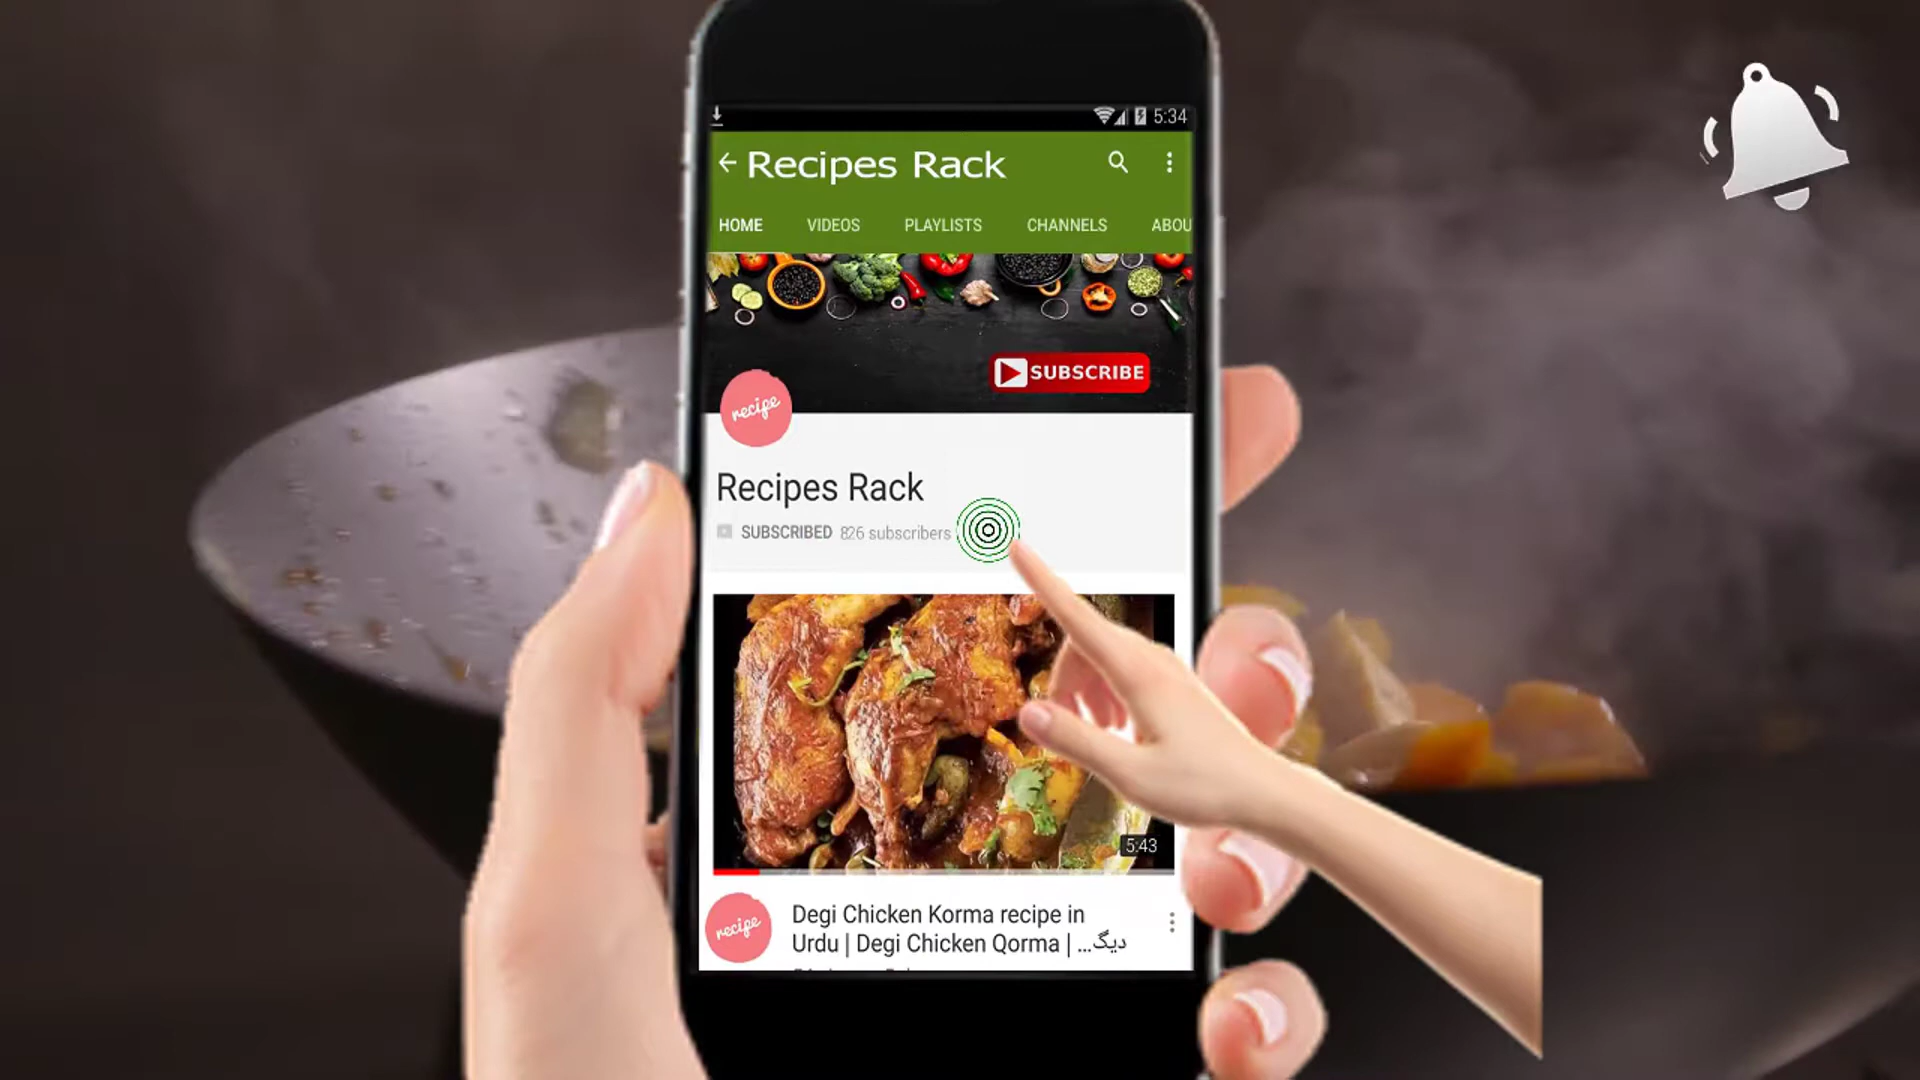 5:34
Recipes Rack
HOME VIDEOS PLAYLISTS CHANNELS ABOU
SUBSCRIBE
recipe
Recipes Rack
SUBSCRIBED 826 subscribers
5:43
recipe
Degi Chicken Korma recipe in
Urdu | Degi Chicken Qorma | ...دیگ